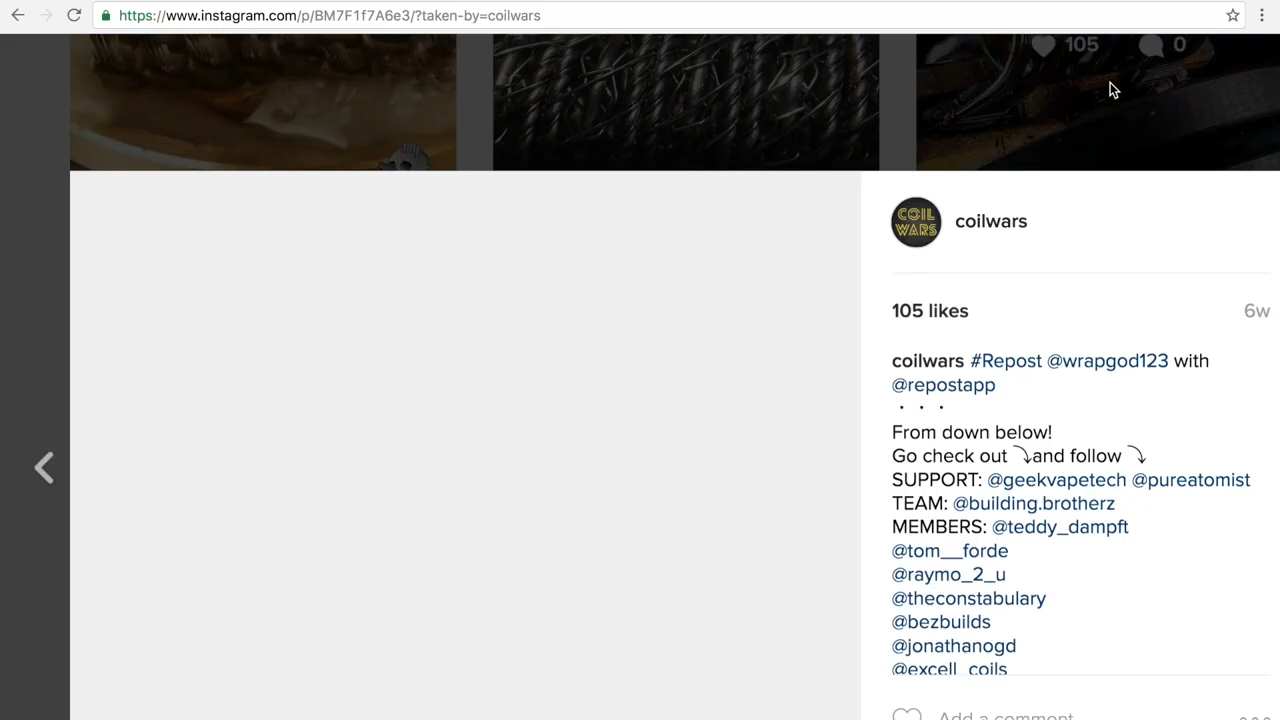 https://www.instagram.com/p/BM7F1f7A6e3/?taken-by=coilwars
105 0
COIL
WARS
coilwars
105 likes 6w
coilwars #Repost @wrapgod123 with
@repostapp
・・・
From down below!
Go check out ⤵and follow ⤵
SUPPORT: @geekvapetech @pureatomist
TEAM: @building.brotherz
MEMBERS: @teddy_dampft
@tom__forde
@raymo_2_u
@theconstabulary
@bezbuilds
@jonathanogd
@excell_coils
Add a comment